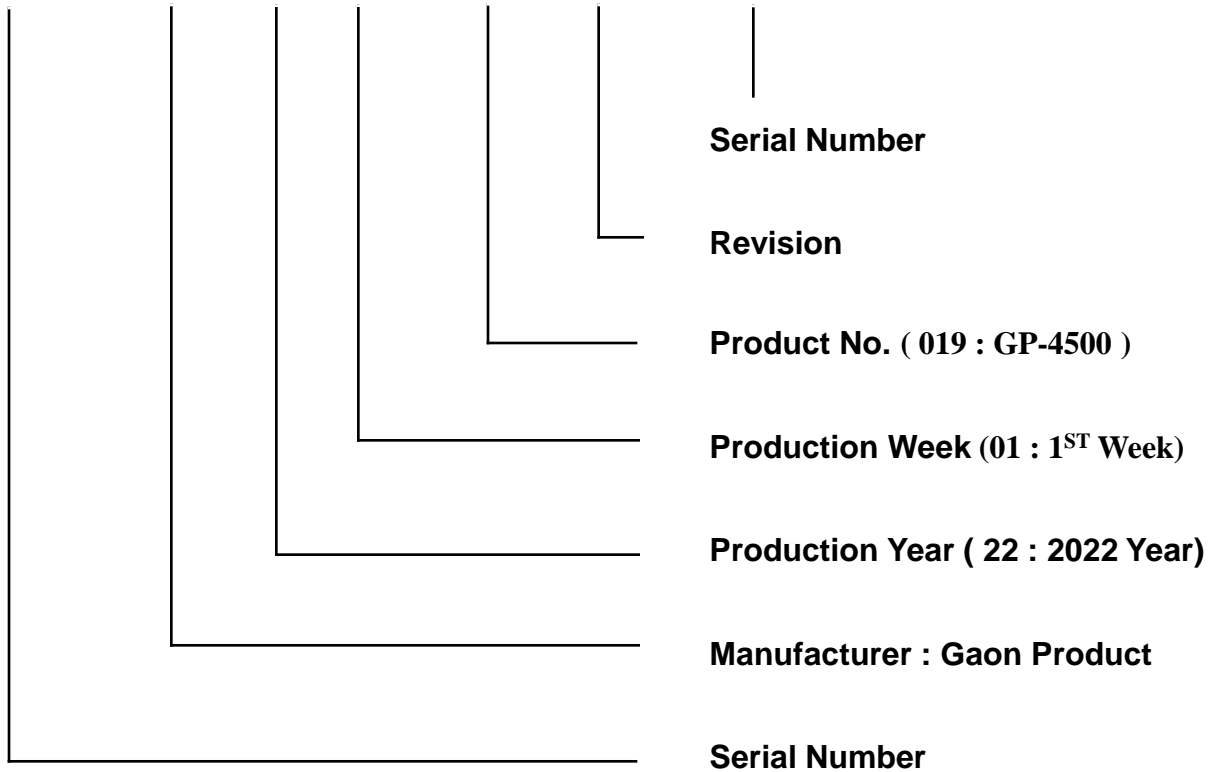 Serial Number
Revision
Product No. ( 019 : GP-4500 )
Production Week (01 : 1ST Week)
Production Year ( 22 : 2022 Year)
Manufacturer : Gaon Product
Serial Number